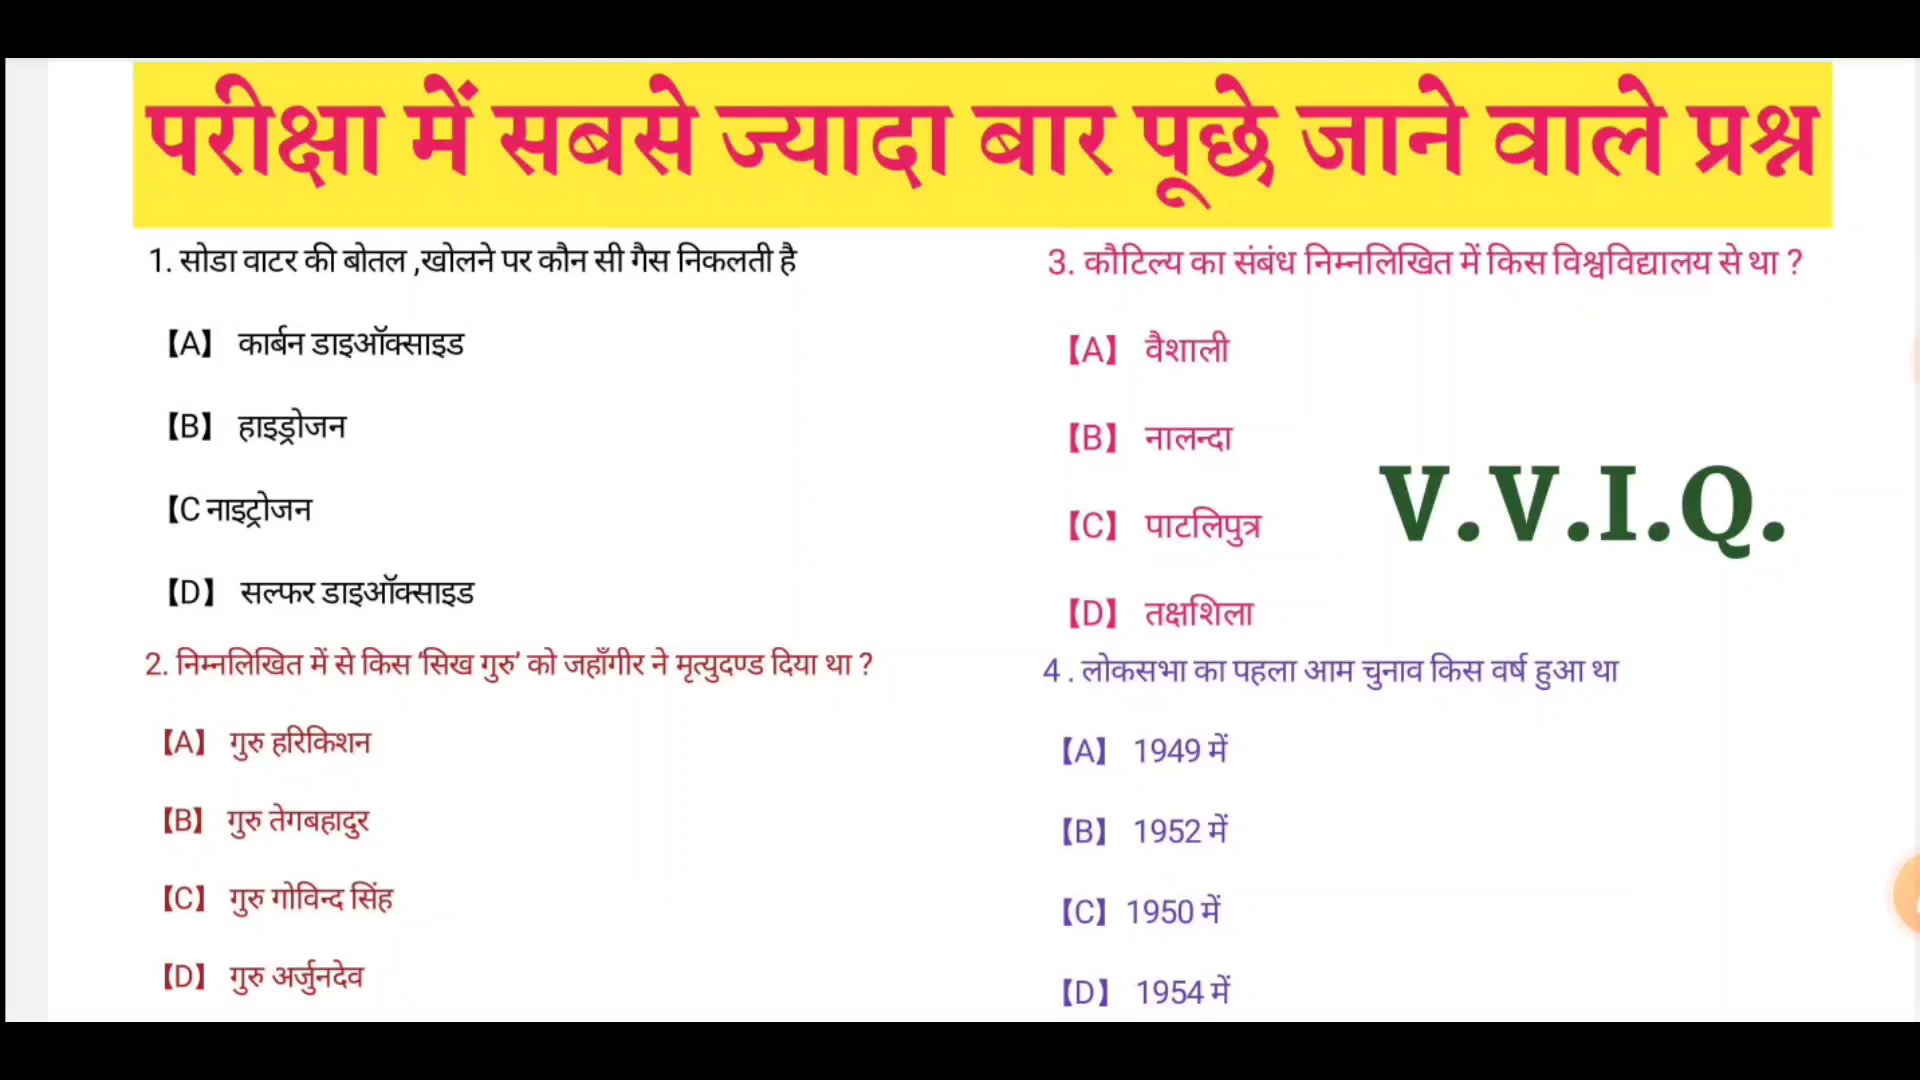 परीक्षा में सबसे ज्यादा बार पूछे जाने वाले प्रश्न
1. सोडा वाटर की बोतल ,खोलने पर कौन सी गैस निकलती है
【A】 कार्बन डाइऑक्साइड
【B】 हाइड्रोजन
【C नाइट्रोजन
【D】 सल्फर डाइऑक्साइड
2. निम्नलिखित में से किस ‘सिख गुरु’ को जहाँगीर ने मृत्युदण्ड दिया था ?
【A】 गुरु हरिकिशन
【B】 गुरु तेगबहादुर
【C】 गुरु गोविन्द सिंह
【D】 गुरु अर्जुनदेव
3. कौटिल्य का संबंध निम्नलिखित में किस विश्वविद्यालय से था ?
【A】 वैशाली
【B】 नालन्दा
【C】 पाटलिपुत्र
【D】 तक्षशिला
V.V.I.Q.
4 . लोकसभा का पहला आम चुनाव किस वर्ष हुआ था
【A】 1949 में
【B】 1952 में
【C】 1950 में
【D】 1954 में